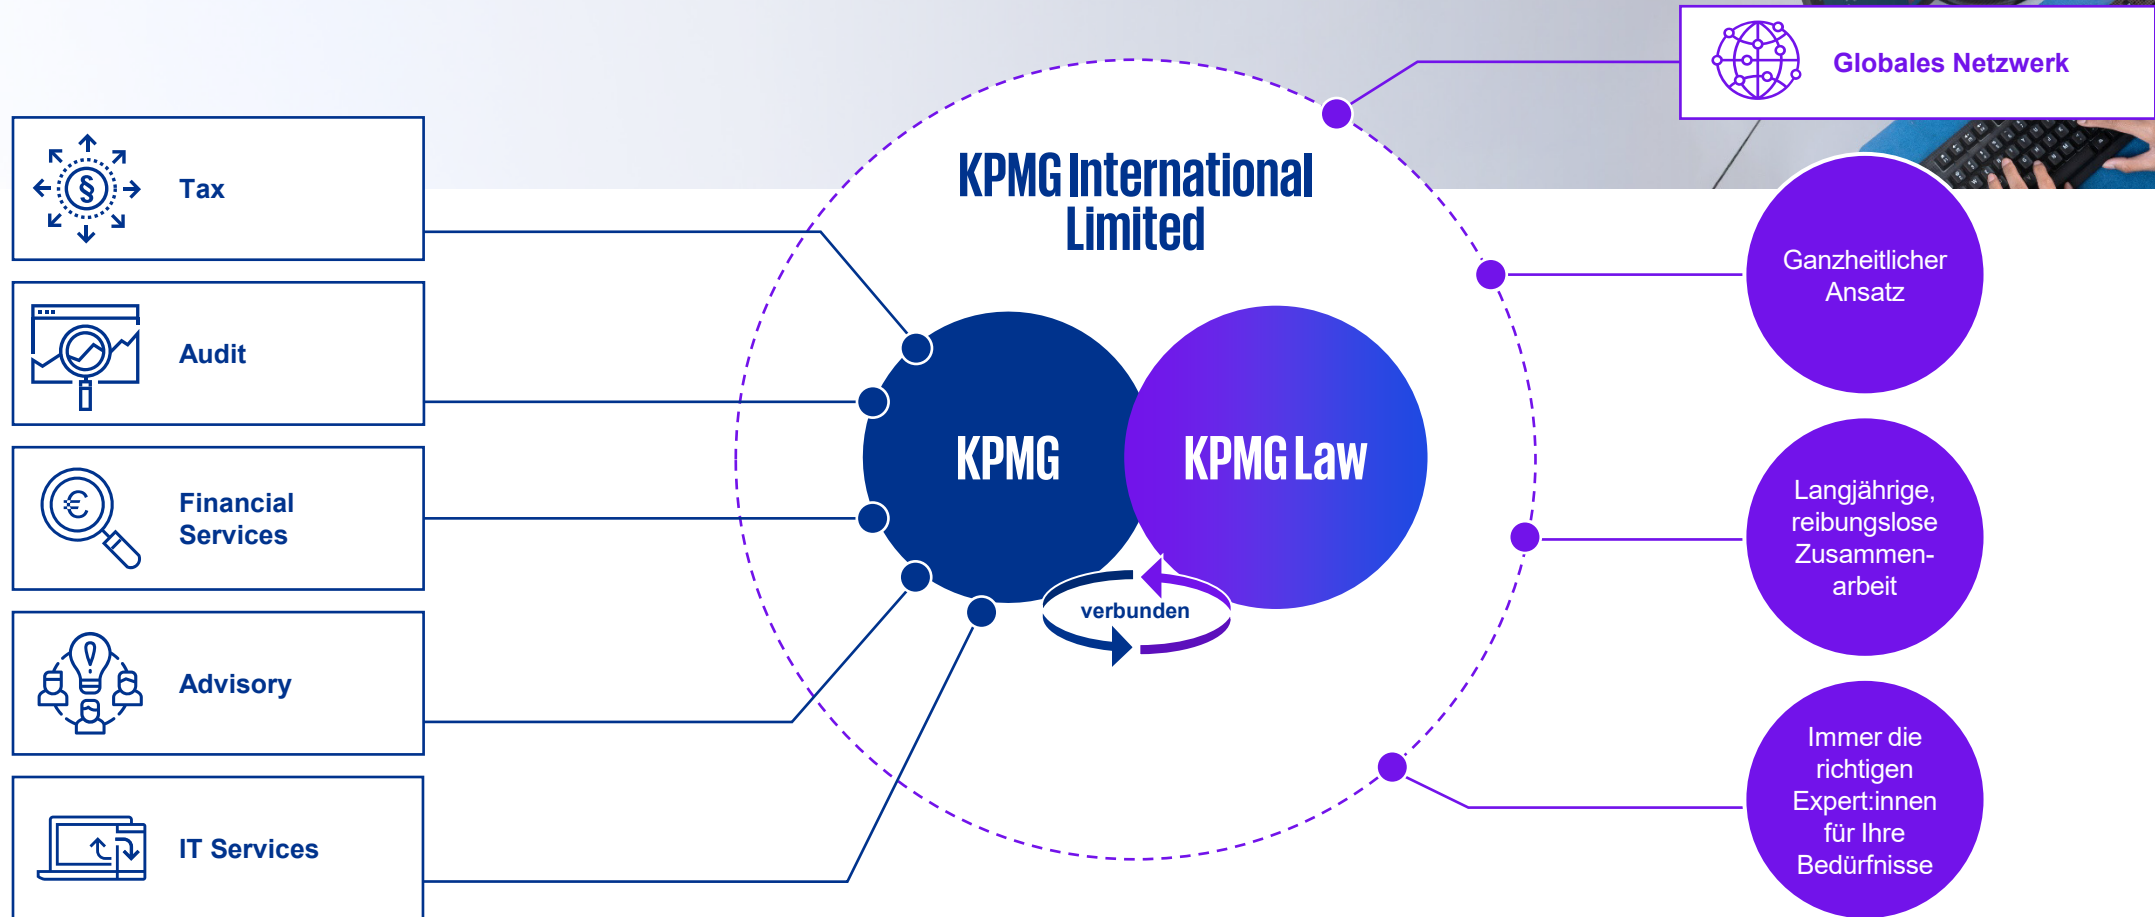 Globales Netzwerk
KPMG International
Limited
Tax
Audit
Financial
Services
Advisory
IT Services
KPMG
KPMG Law
verbunden
Ganzheitlicher
Ansatz
Langjährige,
reibungslose
Zusammen-
arbeit
Immer die
richtigen
Expert:innen
für Ihre
Bedürfnisse
§
€